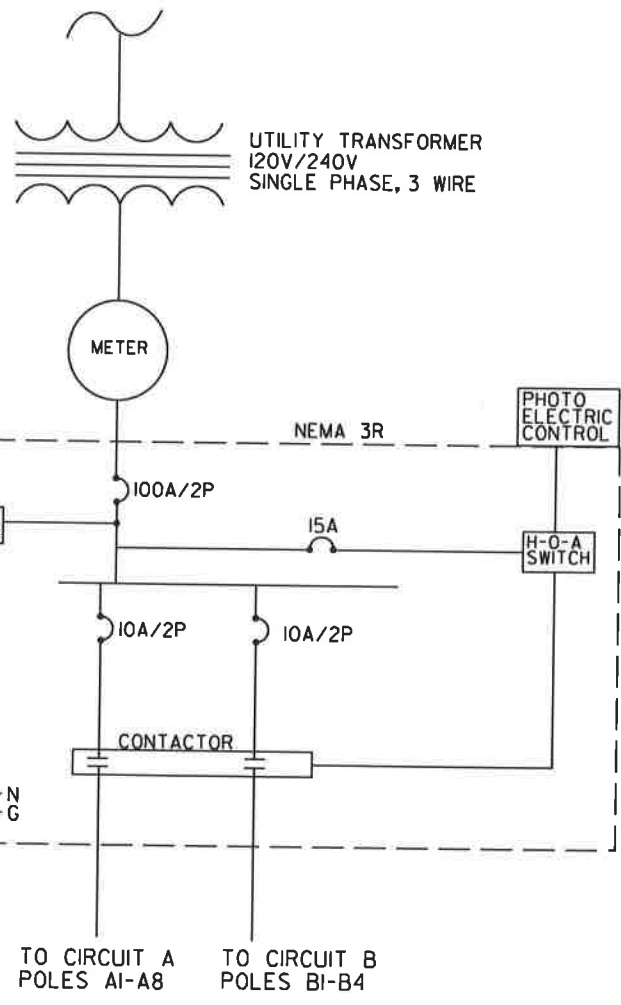 UTILITY TRANSFORMER
120V/240V
SINGLE PHASE, 3 WIRE
METER
NEMA 3R
PHOTO
ELECTRIC
CONTROL
100A/2P
15A
H-O-A
SWITCH
10A/2P
10A/2P
CONTACTOR
N
G
TO CIRCUIT A
POLES A1-A8
TO CIRCUIT B
POLES B1-B4